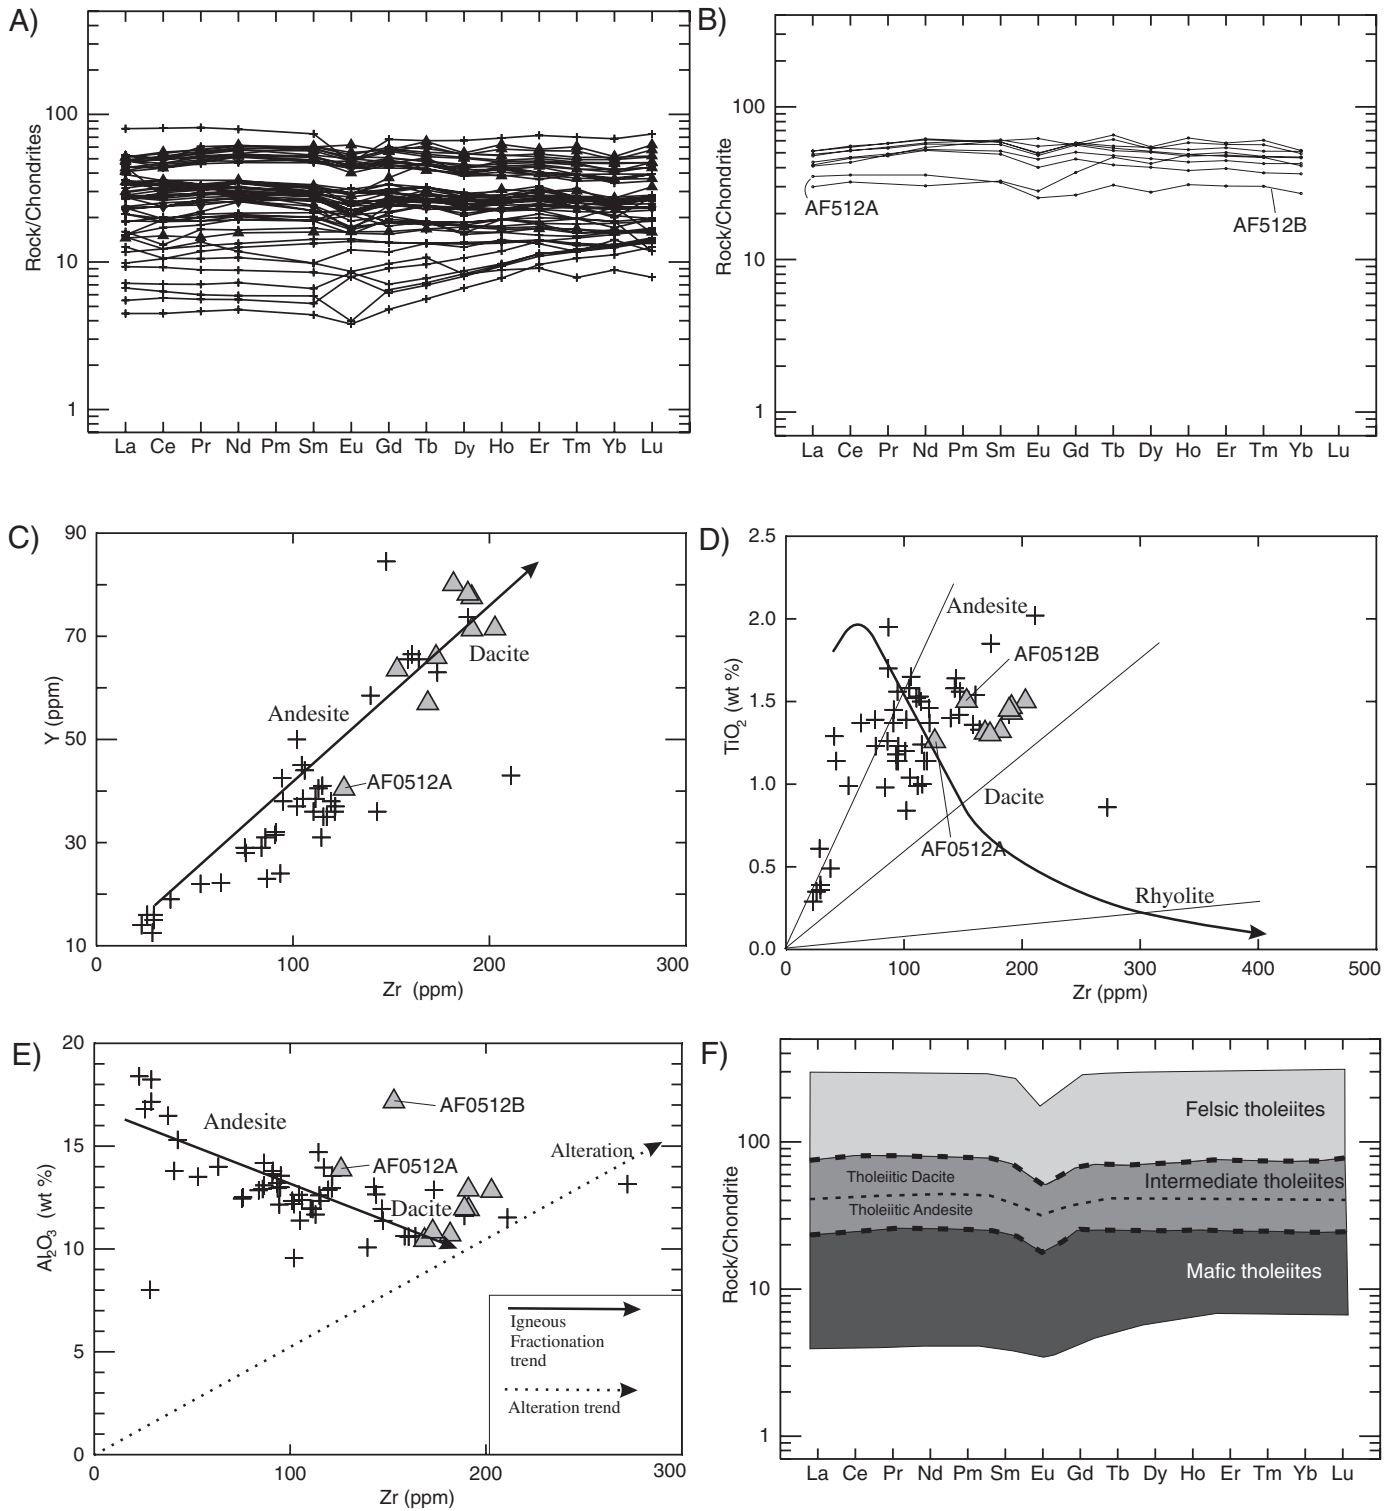 A)
Rock/Chondrites
100
10
1
La Ce Pr Nd Pm Sm Eu Gd Tb Dy Ho Er Tm Yb Lu
B)
Rock/Chondrite
100
10
1
AF512A
AF512B
La Ce Pr Nd Pm Sm Eu Gd Tb Dy Ho Er Tm Yb Lu
C)
Y (ppm)
90
70
50
30
10
Dacite
Andesite
AF0512A
0 100 200 300
Zr (ppm)
D)
TiO2 (wt %)
2.5
2.0
1.5
1.0
0.5
0.0
Andesite
AF0512B
Dacite
AF0512A
Rhyolite
0 100 200 300 400 500
Zr (ppm)
E)
Al2O3 (wt %)
20
15
10
5
0
AF0512B
Andesite
Alteration
AF0512A
Dacite
Igneous
Fractionation
trend
Alteration trend
0 100 200 300
Zr (ppm)
F)
Rock/Chondrite
100
10
1
Felsic tholeiites
Tholeiitic Dacite
Intermediate tholeiites
Tholeiitic Andesite
Mafic tholeiites
La Ce Pr Nd Pm Sm Eu Gd Tb Dy Ho Er Tm Yb Lu